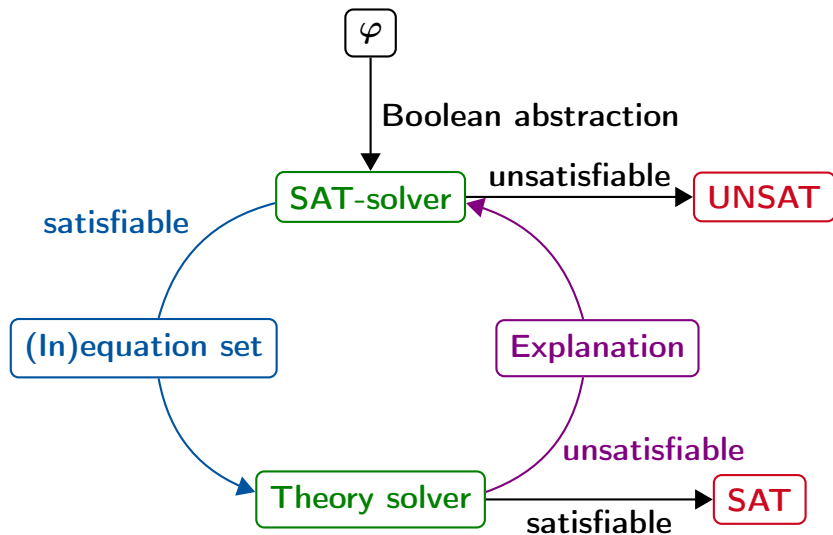 φ
Boolean abstraction
SAT-solver
unsatisfiable
UNSAT
satisfiable
(In)equation set
Explanation
unsatisfiable
Theory solver
satisfiable
SAT